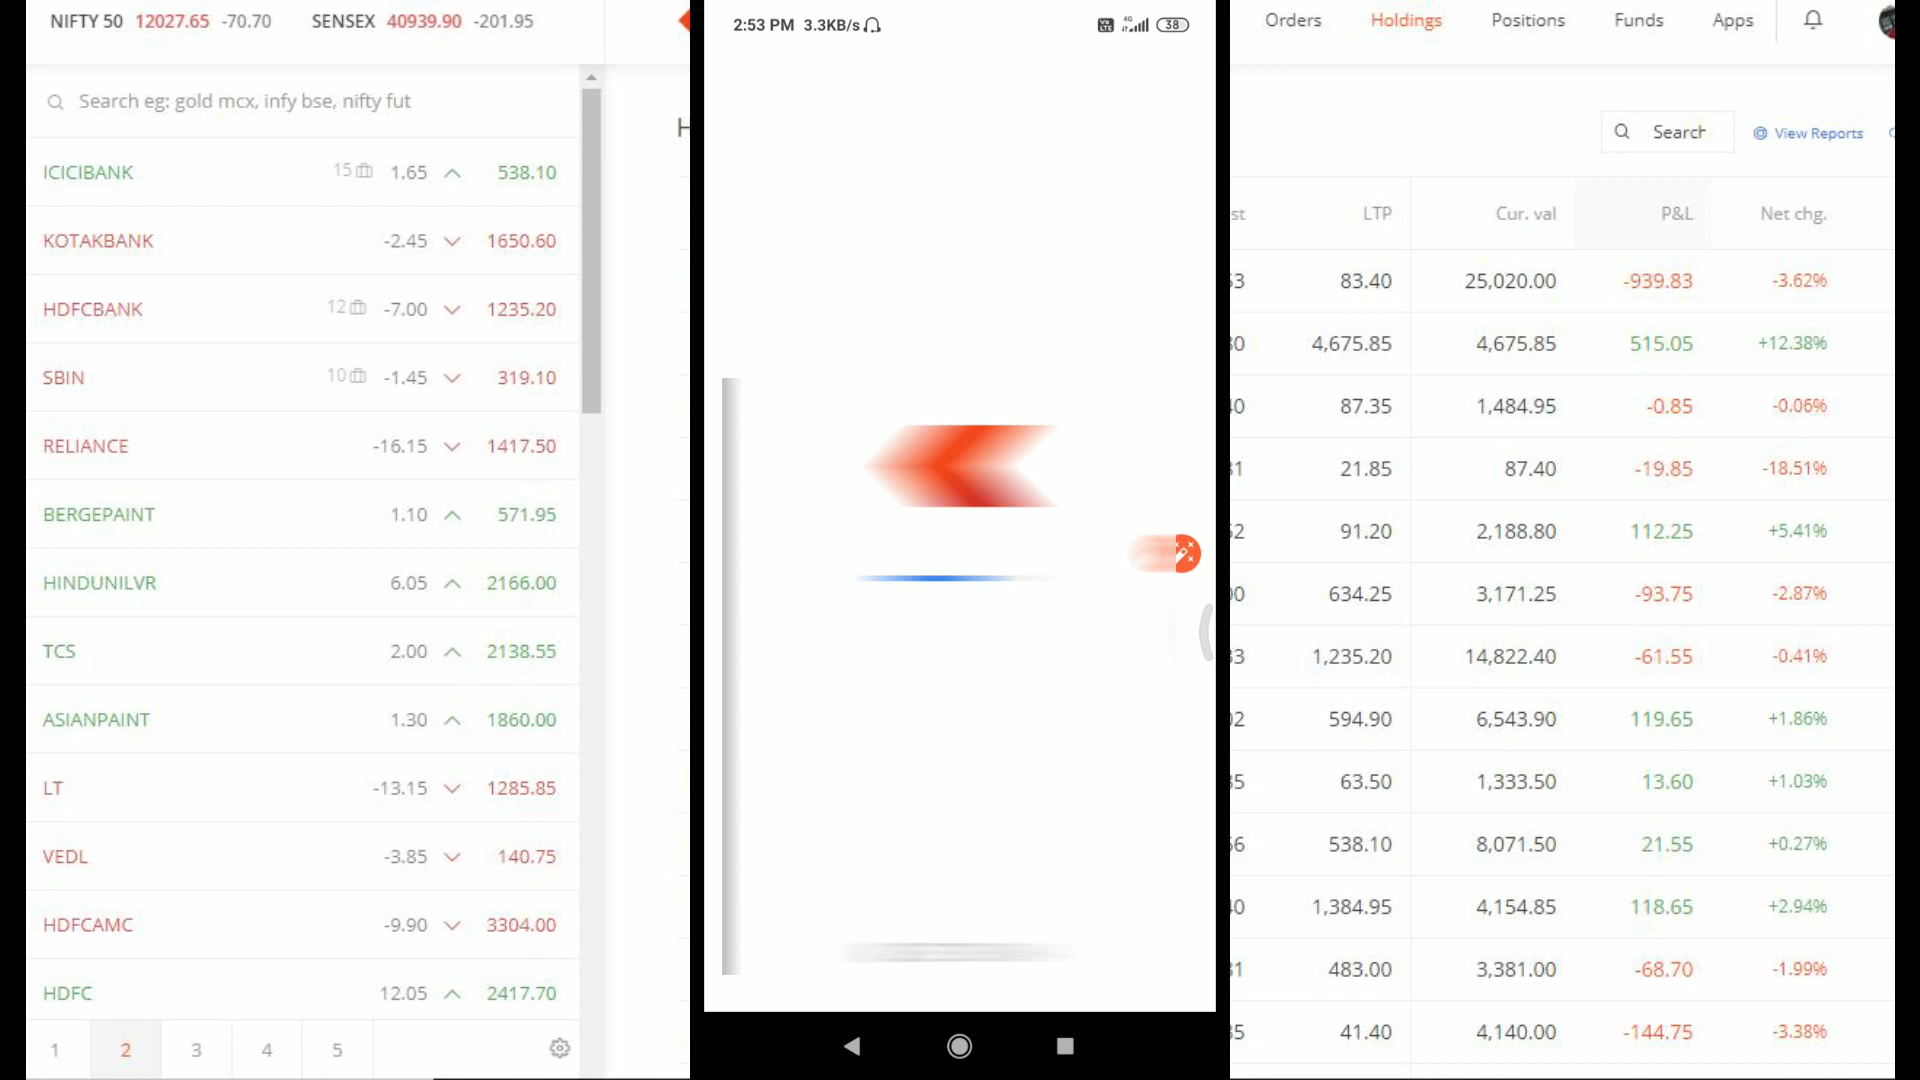 NIFTY 50 12027.65 -70.70 SENSEX 40939.90 -201.95
Search eg: gold mcx, infy bse, nifty fut
ICICIBANK 15 1.65 538.10
KOTAKBANK -2.45 1650.60
HDFCBANK 12 -7.00 1235.20
SBIN 10 -1.45 319.10
RELIANCE -16.15 1417.50
BERGEPAINT 1.10 571.95
HINDUNILVR 6.05 2166.00
TCS 2.00 2138.55
ASIANPAINT 1.30 1860.00
LT -13.15 1285.85
VEDL -3.85 140.75
HDFCAMC -9.90 3304.00
HDFC 12.05 2417.70
1 2 3 4 5
2:53 PM 3.3KB/s 4G 38
Orders Holdings Positions Funds Apps
Search View Reports
st LTP Cur. val P&L Net chg.
83.40 25,020.00 -939.83 -3.62%
4,675.85 4,675.85 515.05 +12.38%
87.35 1,484.95 -0.85 -0.06%
21.85 87.40 -19.85 -18.51%
91.20 2,188.80 112.25 +5.41%
634.25 3,171.25 -93.75 -2.87%
1,235.20 14,822.40 -61.55 -0.41%
594.90 6,543.90 119.65 +1.86%
63.50 1,333.50 13.60 +1.03%
538.10 8,071.50 21.55 +0.27%
1,384.95 4,154.85 118.65 +2.94%
483.00 3,381.00 -68.70 -1.99%
41.40 4,140.00 -144.75 -3.38%